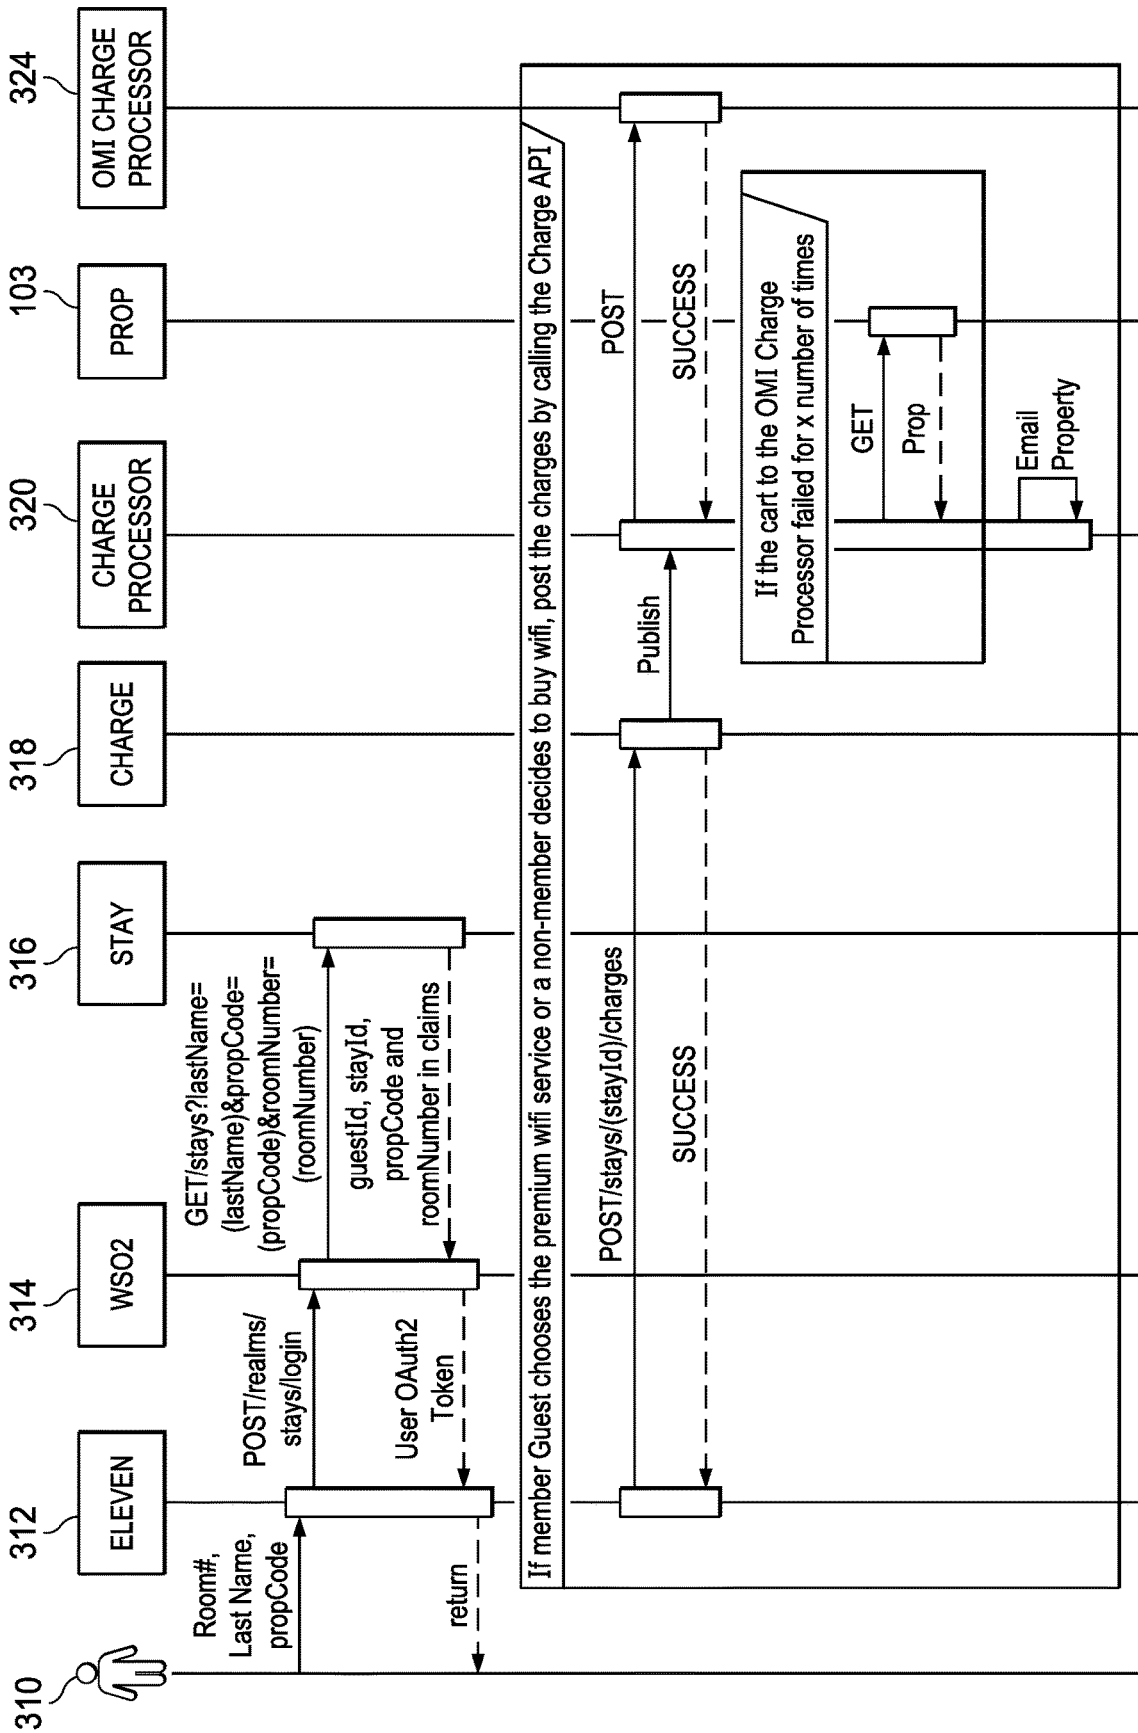 310
312
314
316
318
320
103
324
ELEVEN
WSO2
STAY
CHARGE
CHARGE
PROCESSOR
PROP
OMI CHARGE
PROCESSOR
Room#,
Last Name,
propCode
POST/realms/
stays/login
GET/stays?lastName=
(lastName)&propCode=
(propCode)&roomNumber=
(roomNumber)
guestId, stayId,
propCode and
roomNumber in claims
User OAuth2
Token
return
If member Guest chooses the premium wifi service or a non-member decides to buy wifi, post the charges by calling the Charge API
POST/stays/(stayId)/charges
SUCCESS
Publish
POST
SUCCESS
If the cart to the OMI Charge
Processor failed for x number of times
GET
Prop
Email
Property